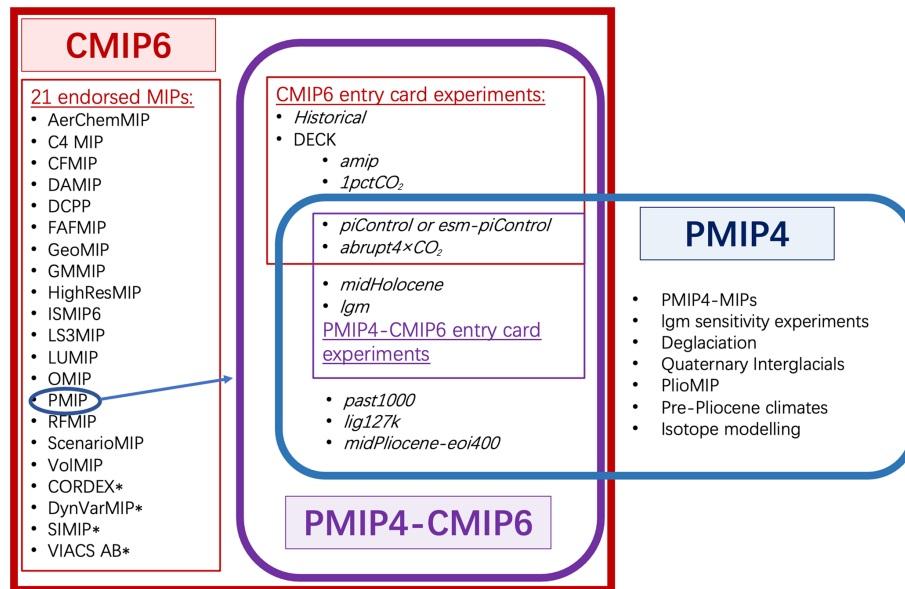 CMIP6
21 endorsed MIPs:
• AerChemMIP
• C4 MIP
• CFMIP
• DAMIP
• DCPP
• FAFMIP
• GeoMIP
• GMMIP
• HighResMIP
• ISMIP6
• LS3MIP
• LUMIP
• OMIP
• PMIP
• RFMIP
• ScenarioMIP
• VolMIP
• CORDEX*
• DynVarMIP*
• SIMIP*
• VIACS AB*
CMIP6 entry card experiments:
• Historical
• DECK
• amip
• 1pctCO₂
• piControl or esm-piControl
• abrupt4×CO₂
• midHolocene
• lgm
PMIP4-CMIP6 entry card
experiments
• past1000
• lig127k
• midPliocene-eoi400
PMIP4-CMIP6
PMIP4
• PMIP4-MIPs
• lgm sensitivity experiments
• Deglaciation
• Quaternary Interglacials
• PlioMIP
• Pre-Pliocene climates
• Isotope modelling